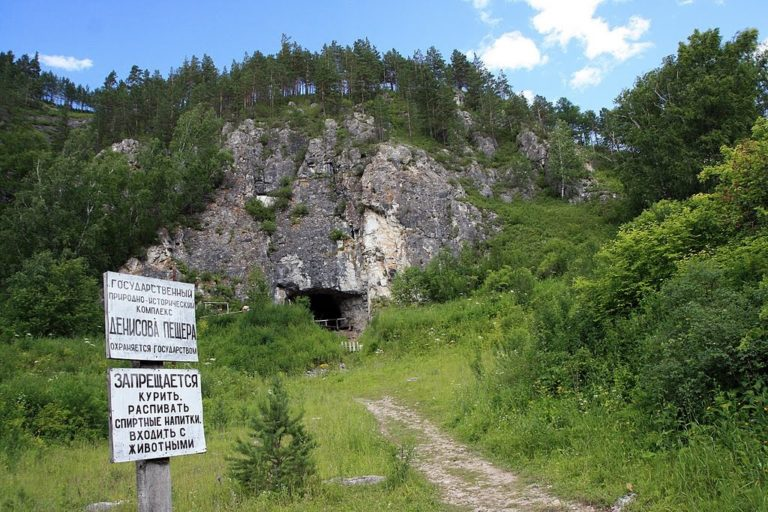 ГОСУДАРСТВЕННЫЙ
ПРИРОДНО-ИСТОРИЧЕСКИЙ
КОМПЛЕКС
ДЕНИСОВА ПЕЩЕРА
ОХРАНЯЕТСЯ ГОСУДАРСТВОМ
ЗАПРЕЩАЕТСЯ
КУРИТЬ,
РАСПИВАТЬ
СПИРТНЫЕ НАПИТКИ,
ВХОДИТЬ С
ЖИВОТНЫМИ